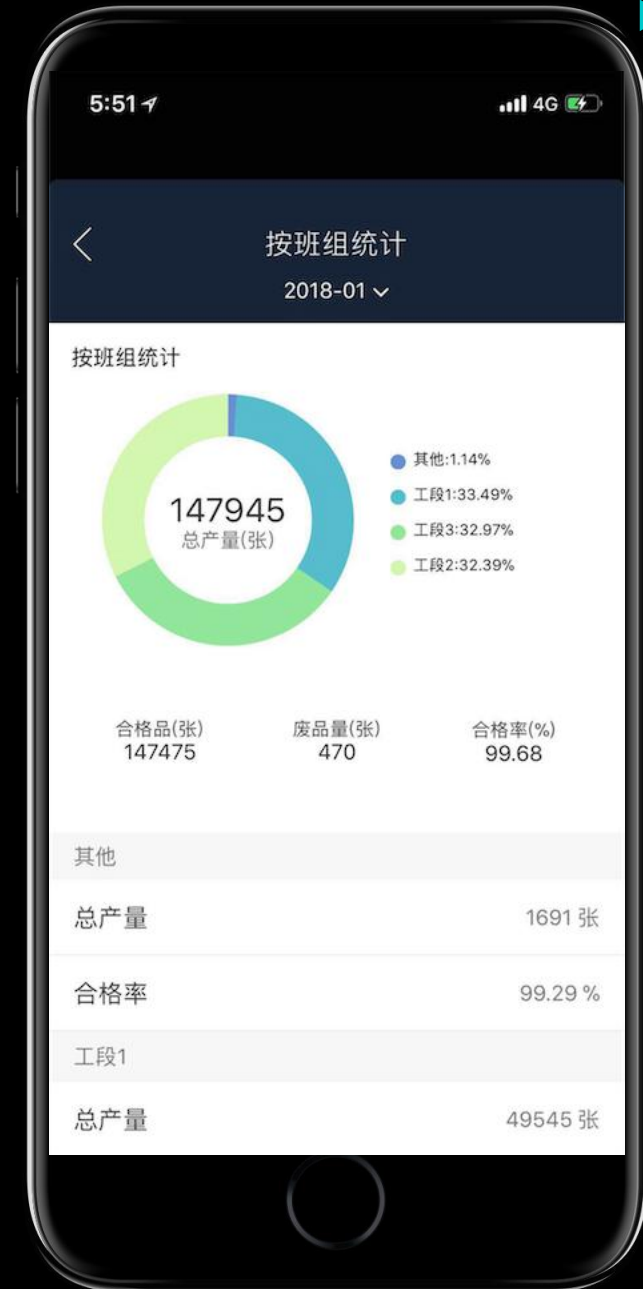 5:51
4G
按班组统计
2018-01
按班组统计
147945
总产量(张)
其他:1.14%
工段1:33.49%
工段3:32.97%
工段2:32.39%
合格品(张) 废品量(张) 合格率(%)
147475 470 99.68
其他
总产量 1691 张
合格率 99.29 %
工段1
总产量 49545 张